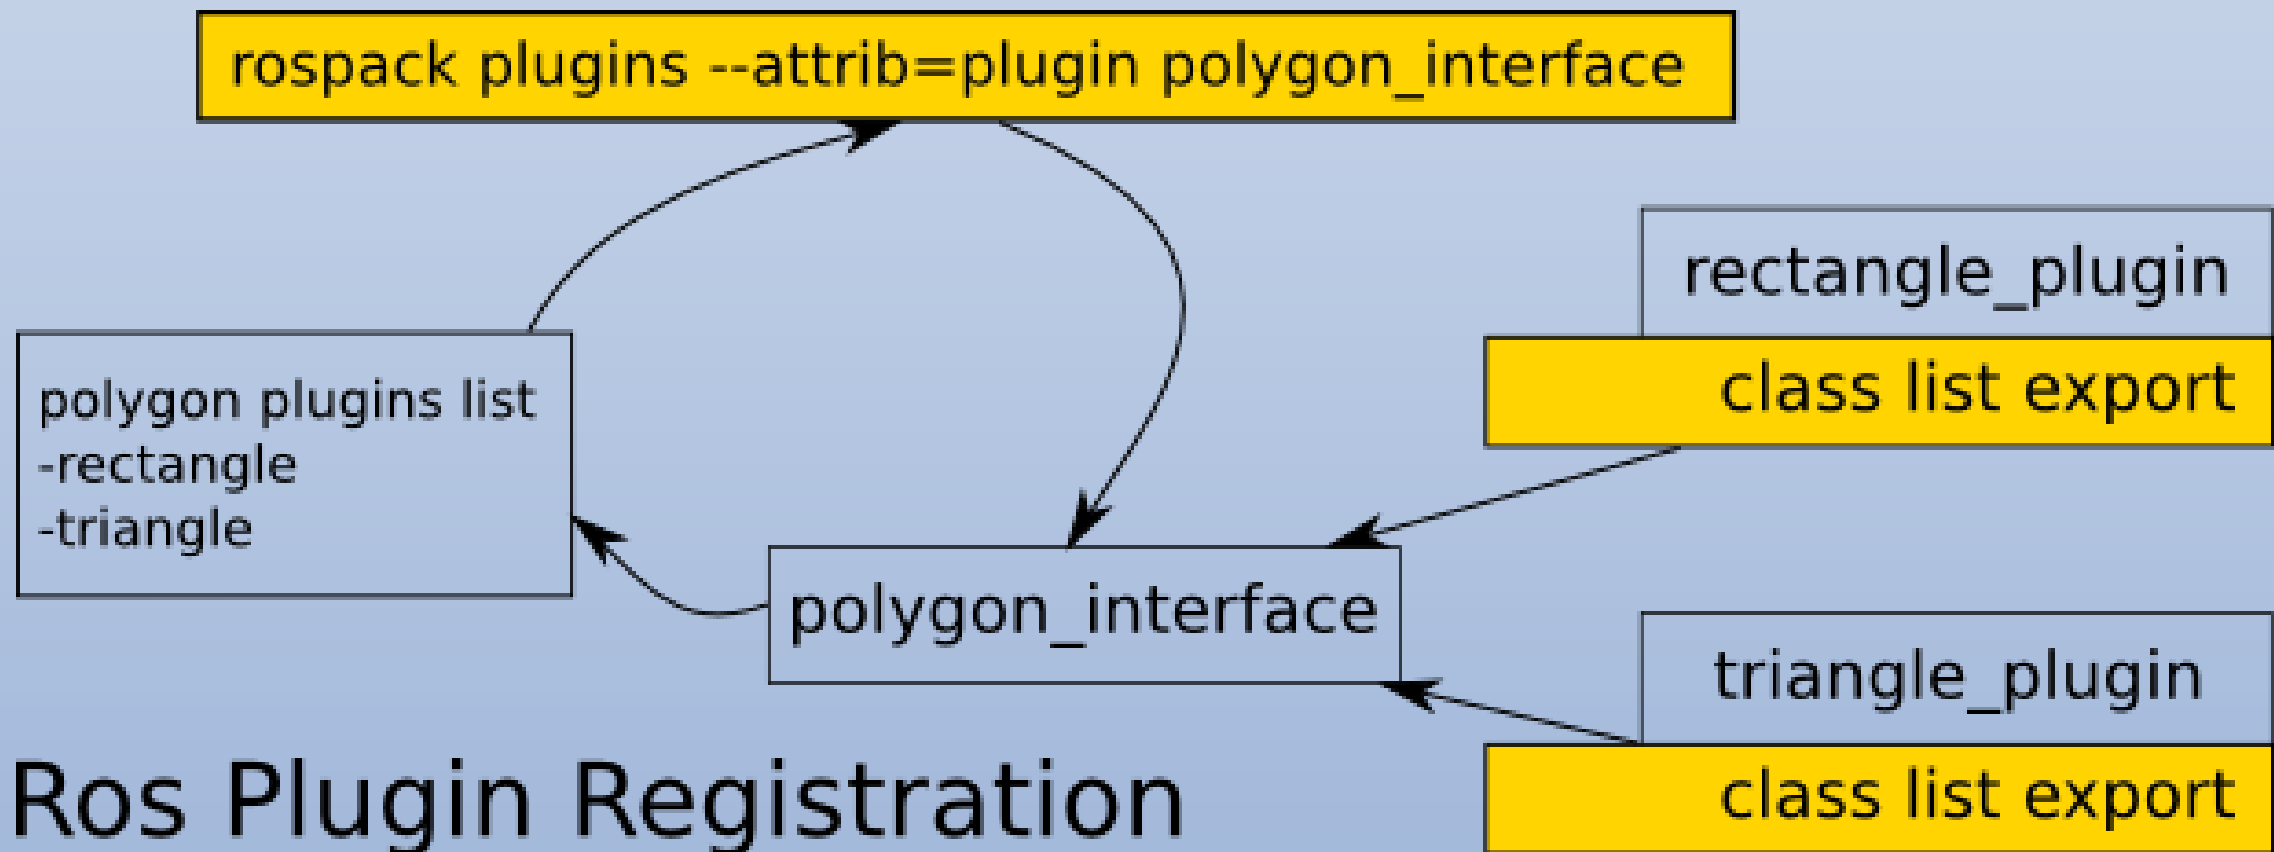 rospack plugins --attrib=plugin polygon_interface
rectangle_plugin
class list export
polygon plugins list
-rectangle
-triangle
polygon_interface
triangle_plugin
class list export
Ros Plugin Registration